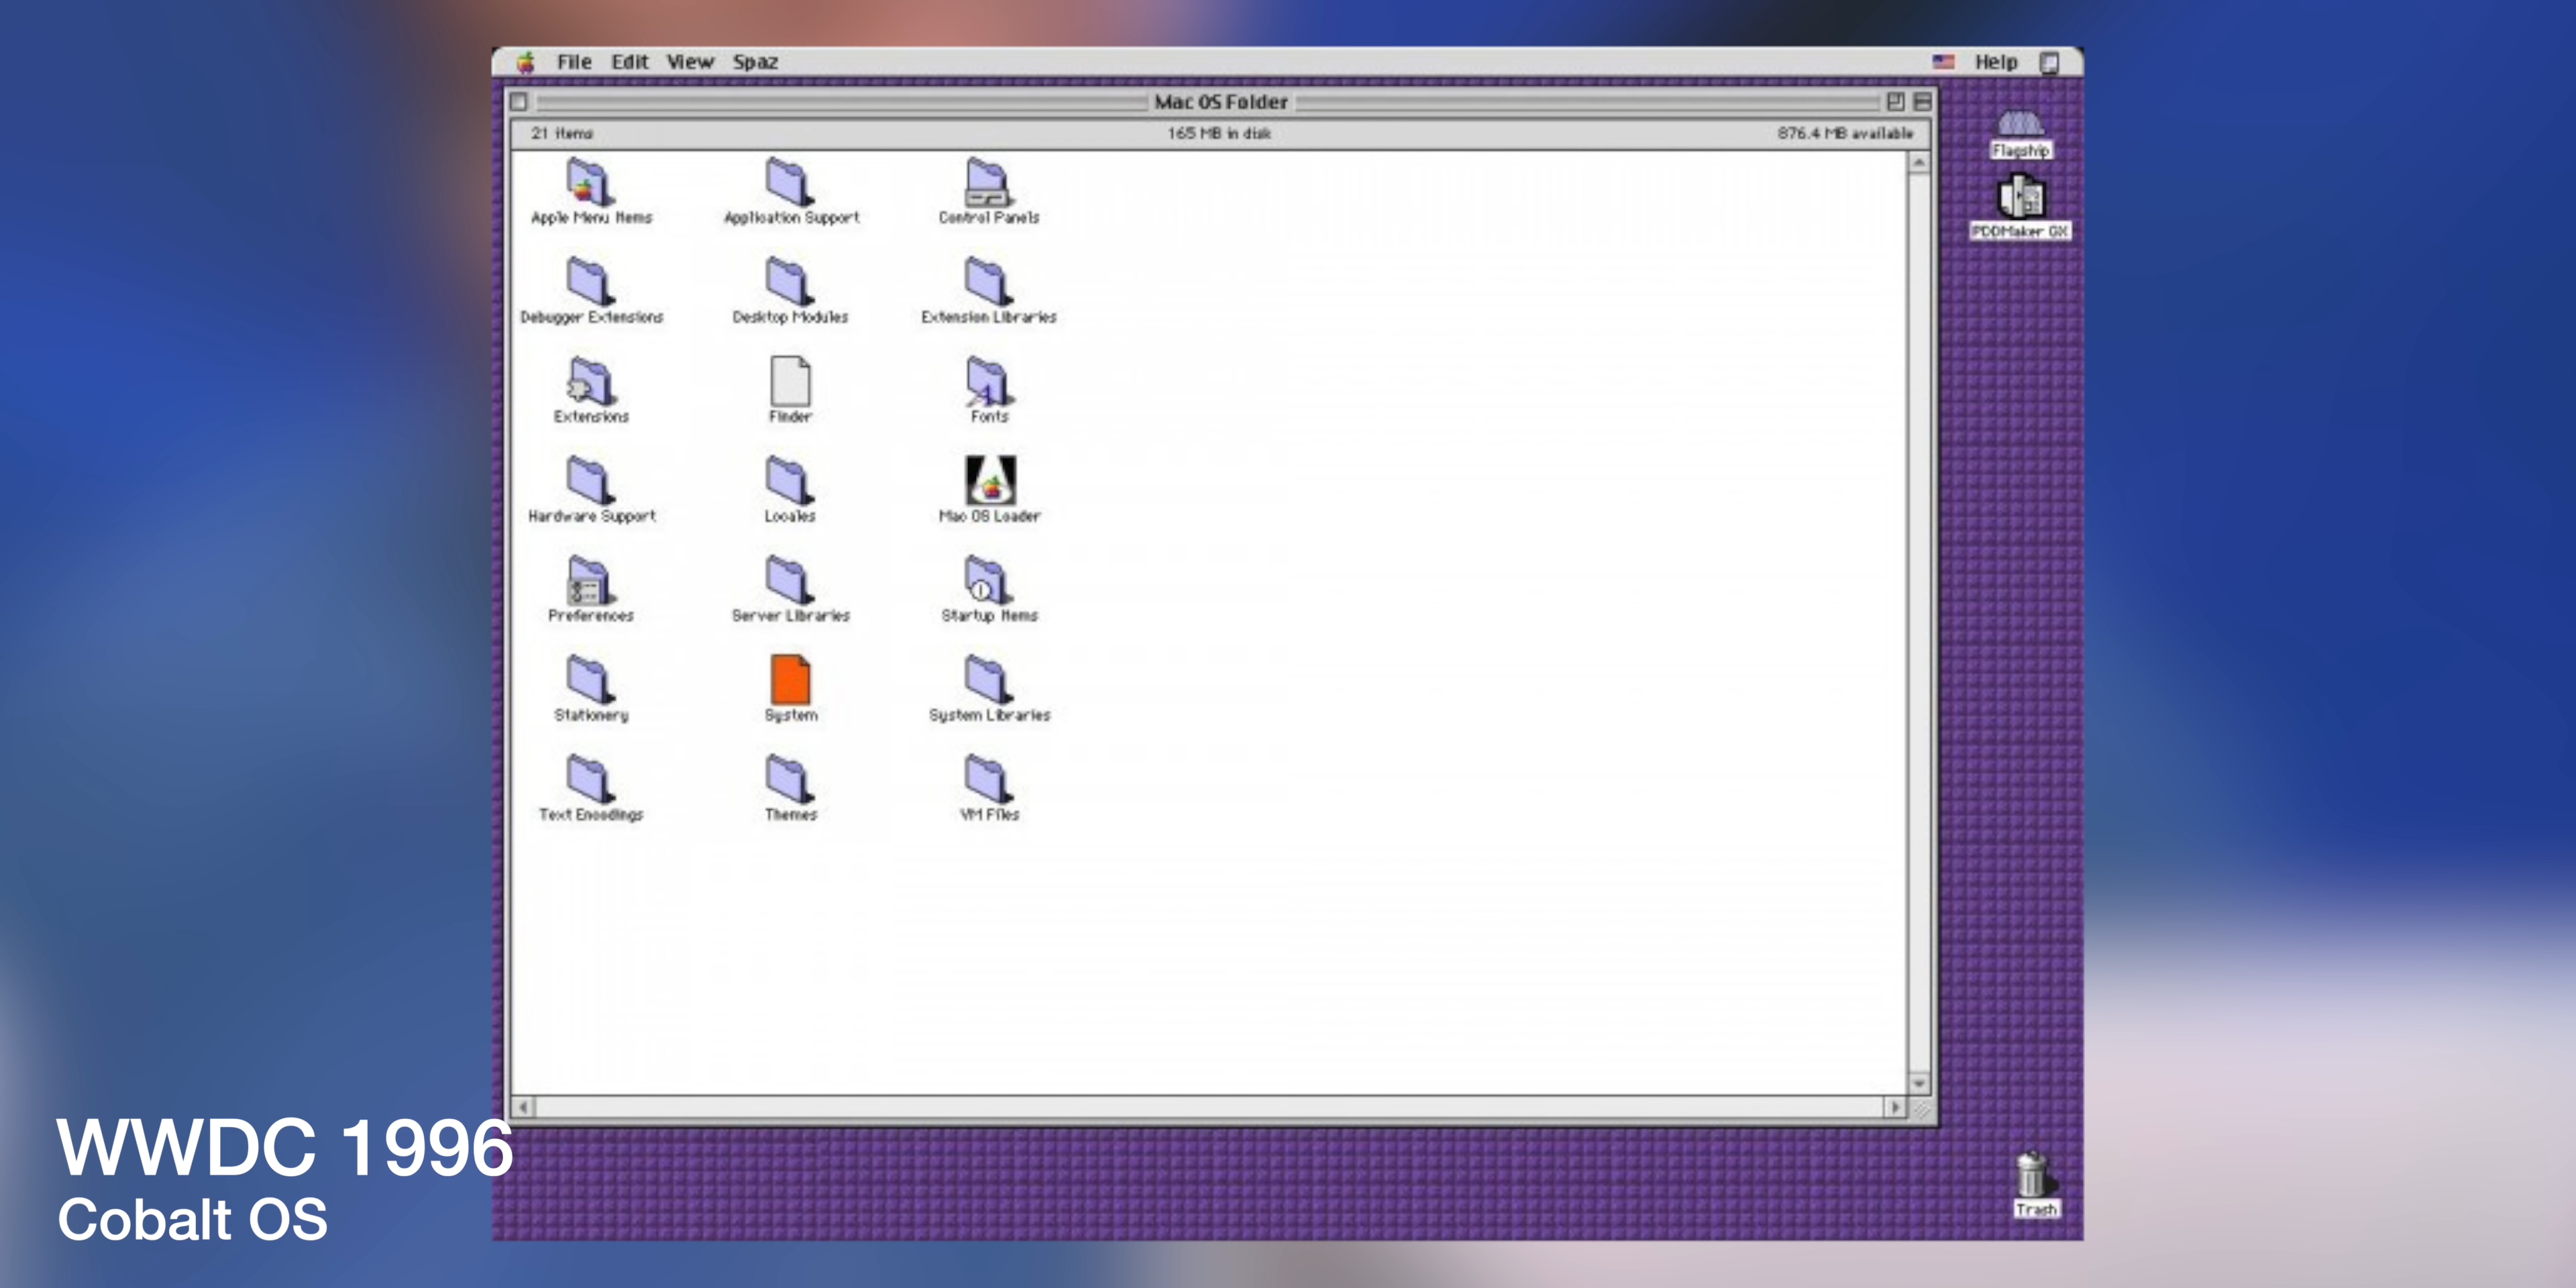 File Edit View Spaz Help
Mac OS Folder
21 items 165 MB in disk 876.4 MB available
Apple Menu Items Application Support Control Panels
Debugger Extensions Desktop Modules Extension Libraries
Extensions Finder Fonts
Hardware Support Locales Mac OS Loader
Preferences Server Libraries Startup Items
Stationery System System Libraries
Text Encodings Themes VM Files
Flagship
PDDMaker GX
Trash
WWDC 1996
Cobalt OS